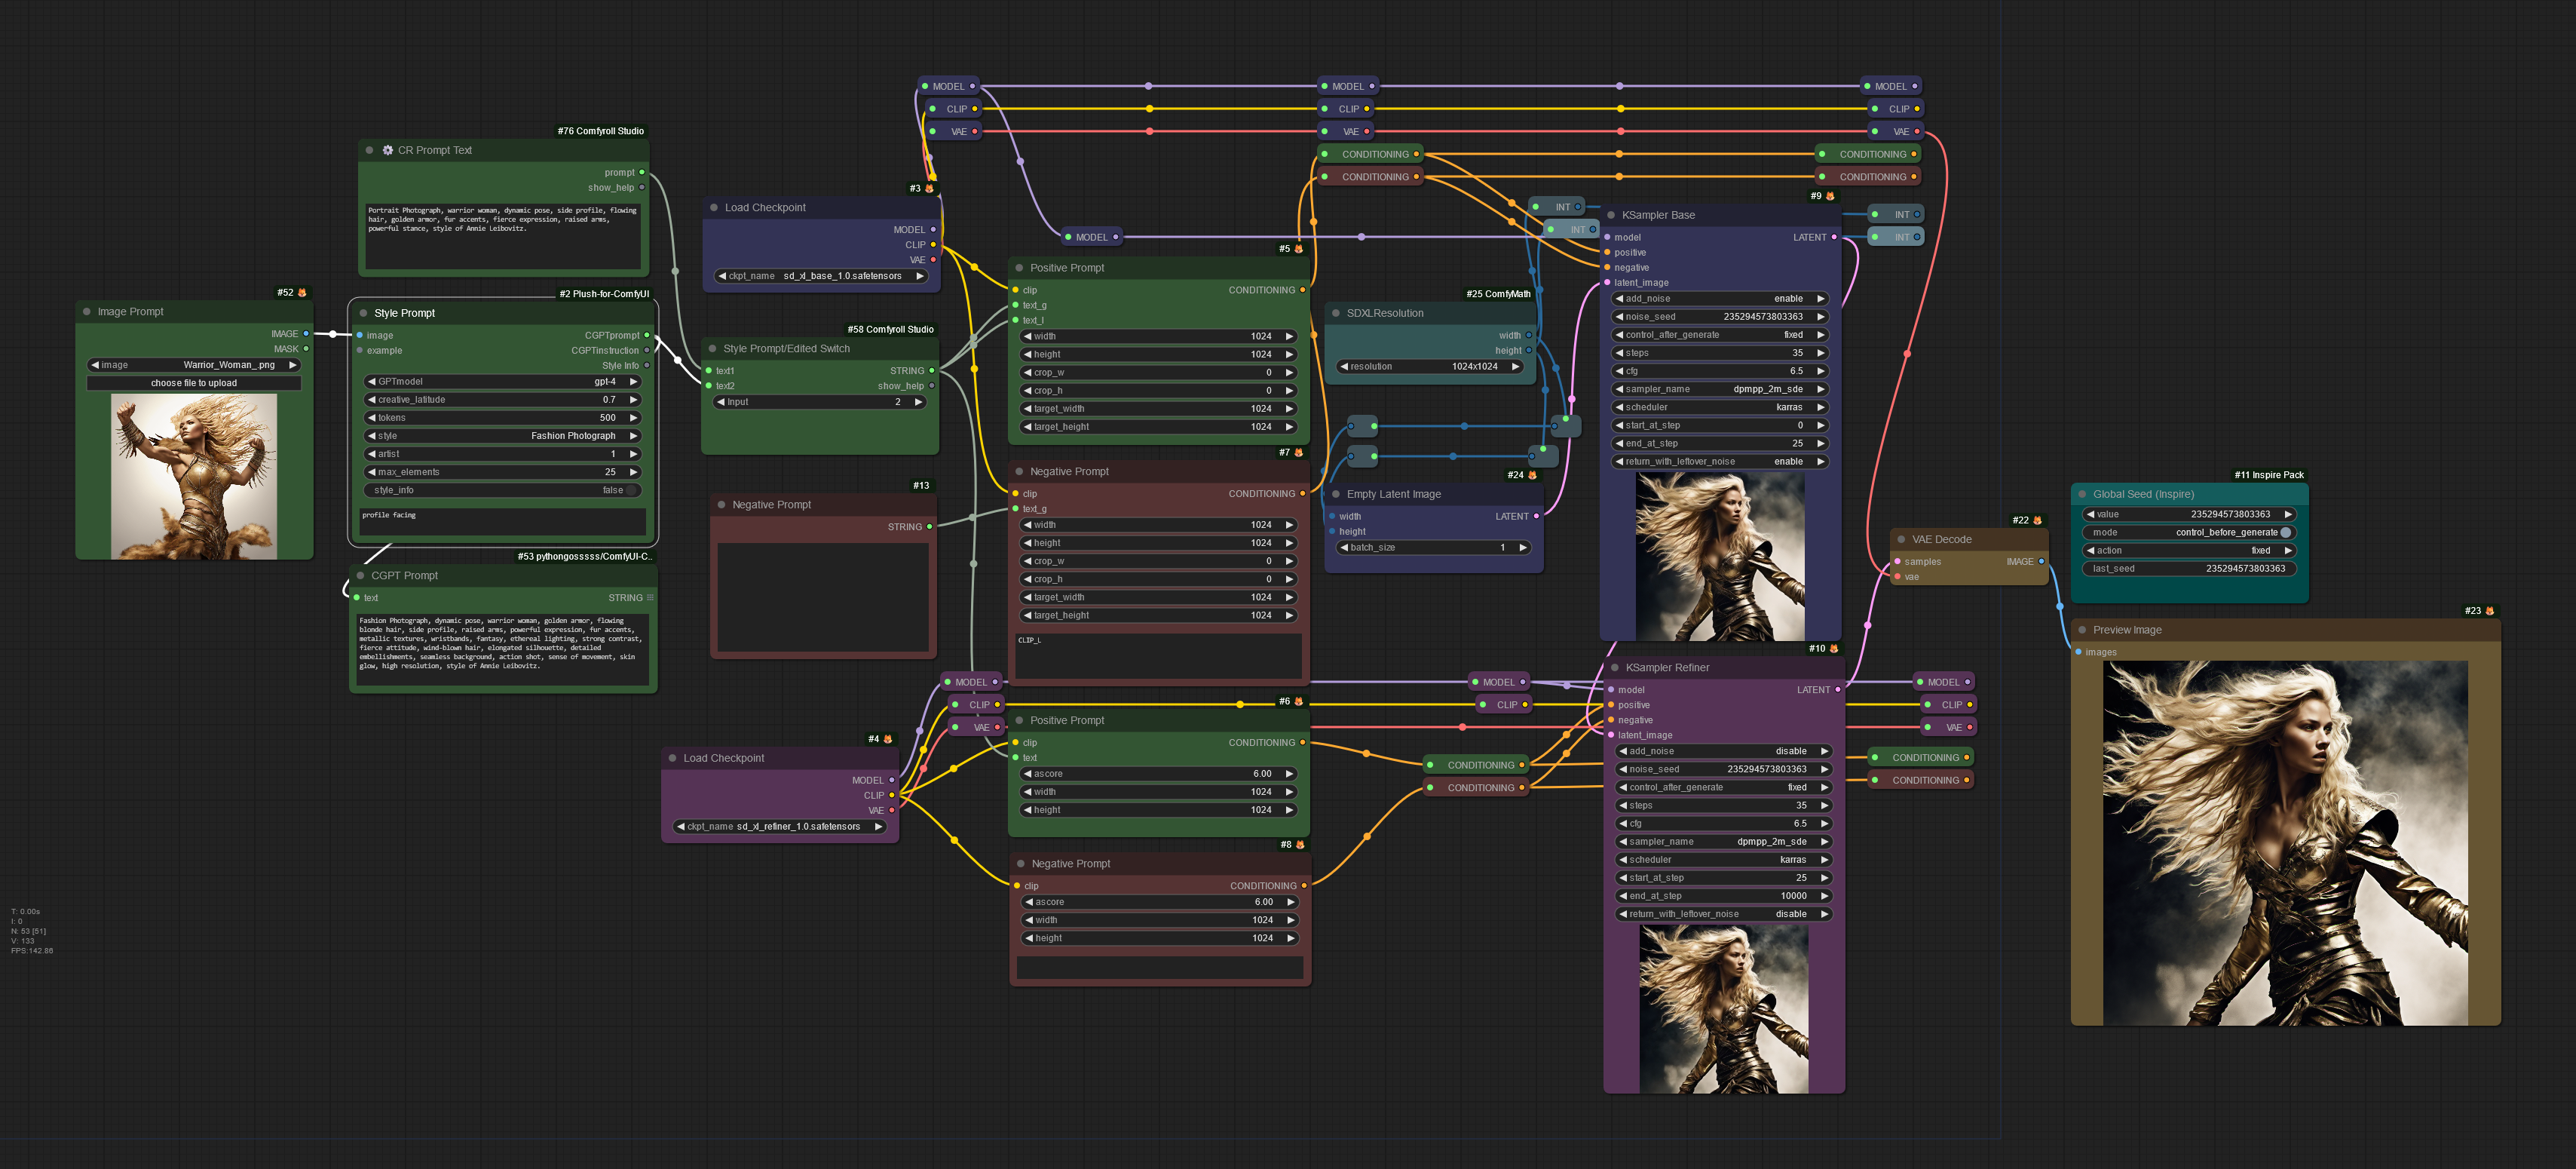 #76 Comfyroll Studio
CR Prompt Text
prompt
show_help
Portrait Photograph, warrior woman, dynamic pose, side profile, flowing
hair, golden armor, fur accents, fierce expression, raised arms,
powerful stance, style of Annie Leibovitz.
#52
Image Prompt
IMAGE
MASK
image Warrior_Woman_.png
choose file to upload
#2 Plush-for-ComfyUI
Style Prompt
image CGPTprompt
example CGPTinstruction
Style Info
GPTmodel gpt-4
creative_latitude 0.7
tokens 500
style Fashion Photograph
artist 1
max_elements 25
style_info false
profile facing
#53 pythongosssss/ComfyUI-C..
CGPT Prompt
text STRING
Fashion Photograph, dynamic pose, warrior woman, golden armor, flowing
blonde hair, side profile, raised arms, powerful expression, fur accents,
metallic textures, wristbands, fantasy, ethereal lighting, strong contrast,
fierce attitude, wind-blown hair, elongated silhouette, detailed
embellishments, seamless background, action shot, sense of movement, skin
glow, high resolution, style of Annie Leibovitz.
#3
Load Checkpoint
MODEL
CLIP
VAE
ckpt_name sd_xl_base_1.0.safetensors
#58 Comfyroll Studio
Style Prompt/Edited Switch
text1 STRING
text2 show_help
Input 2
#13
Negative Prompt
STRING
#4
Load Checkpoint
MODEL
CLIP
VAE
ckpt_name sd_xl_refiner_1.0.safetensors
MODEL
CLIP
VAE
MODEL
#5
Positive Prompt
clip CONDITIONING
text_g
text_l
width 1024
height 1024
crop_w 0
crop_h 0
target_width 1024
target_height 1024
#7
Negative Prompt
clip CONDITIONING
text_g
width 1024
height 1024
crop_w 0
crop_h 0
target_width 1024
target_height 1024
CLIP_L
MODEL
CLIP
VAE
#6
Positive Prompt
clip CONDITIONING
text
ascore 6.00
width 1024
height 1024
#8
Negative Prompt
clip CONDITIONING
ascore 6.00
width 1024
height 1024
MODEL
CLIP
VAE
CONDITIONING
CONDITIONING
INT
INT
#25 ComfyMath
SDXLResolution
width
height
resolution 1024x1024
#24
Empty Latent Image
width LATENT
height
batch_size 1
MODEL
CLIP
CONDITIONING
CONDITIONING
MODEL
CLIP
VAE
CONDITIONING
CONDITIONING
INT
INT
#9
KSampler Base
model LATENT
positive
negative
latent_image
add_noise enable
noise_seed 235294573803363
control_after_generate fixed
steps 35
cfg 6.5
sampler_name dpmpp_2m_sde
scheduler karras
start_at_step 0
end_at_step 25
return_with_leftover_noise enable
#10
KSampler Refiner
model LATENT
positive
negative
latent_image
add_noise disable
noise_seed 235294573803363
control_after_generate fixed
steps 35
cfg 6.5
sampler_name dpmpp_2m_sde
scheduler karras
start_at_step 25
end_at_step 10000
return_with_leftover_noise disable
MODEL
CLIP
VAE
CONDITIONING
CONDITIONING
#22
VAE Decode
samples IMAGE
vae
#11 Inspire Pack
Global Seed (Inspire)
value 235294573803363
mode control_before_generate
action fixed
last_seed 235294573803363
#23
Preview Image
images
T: 0.00s
I: 0
N: 53 [51]
V: 133
FPS:142.86